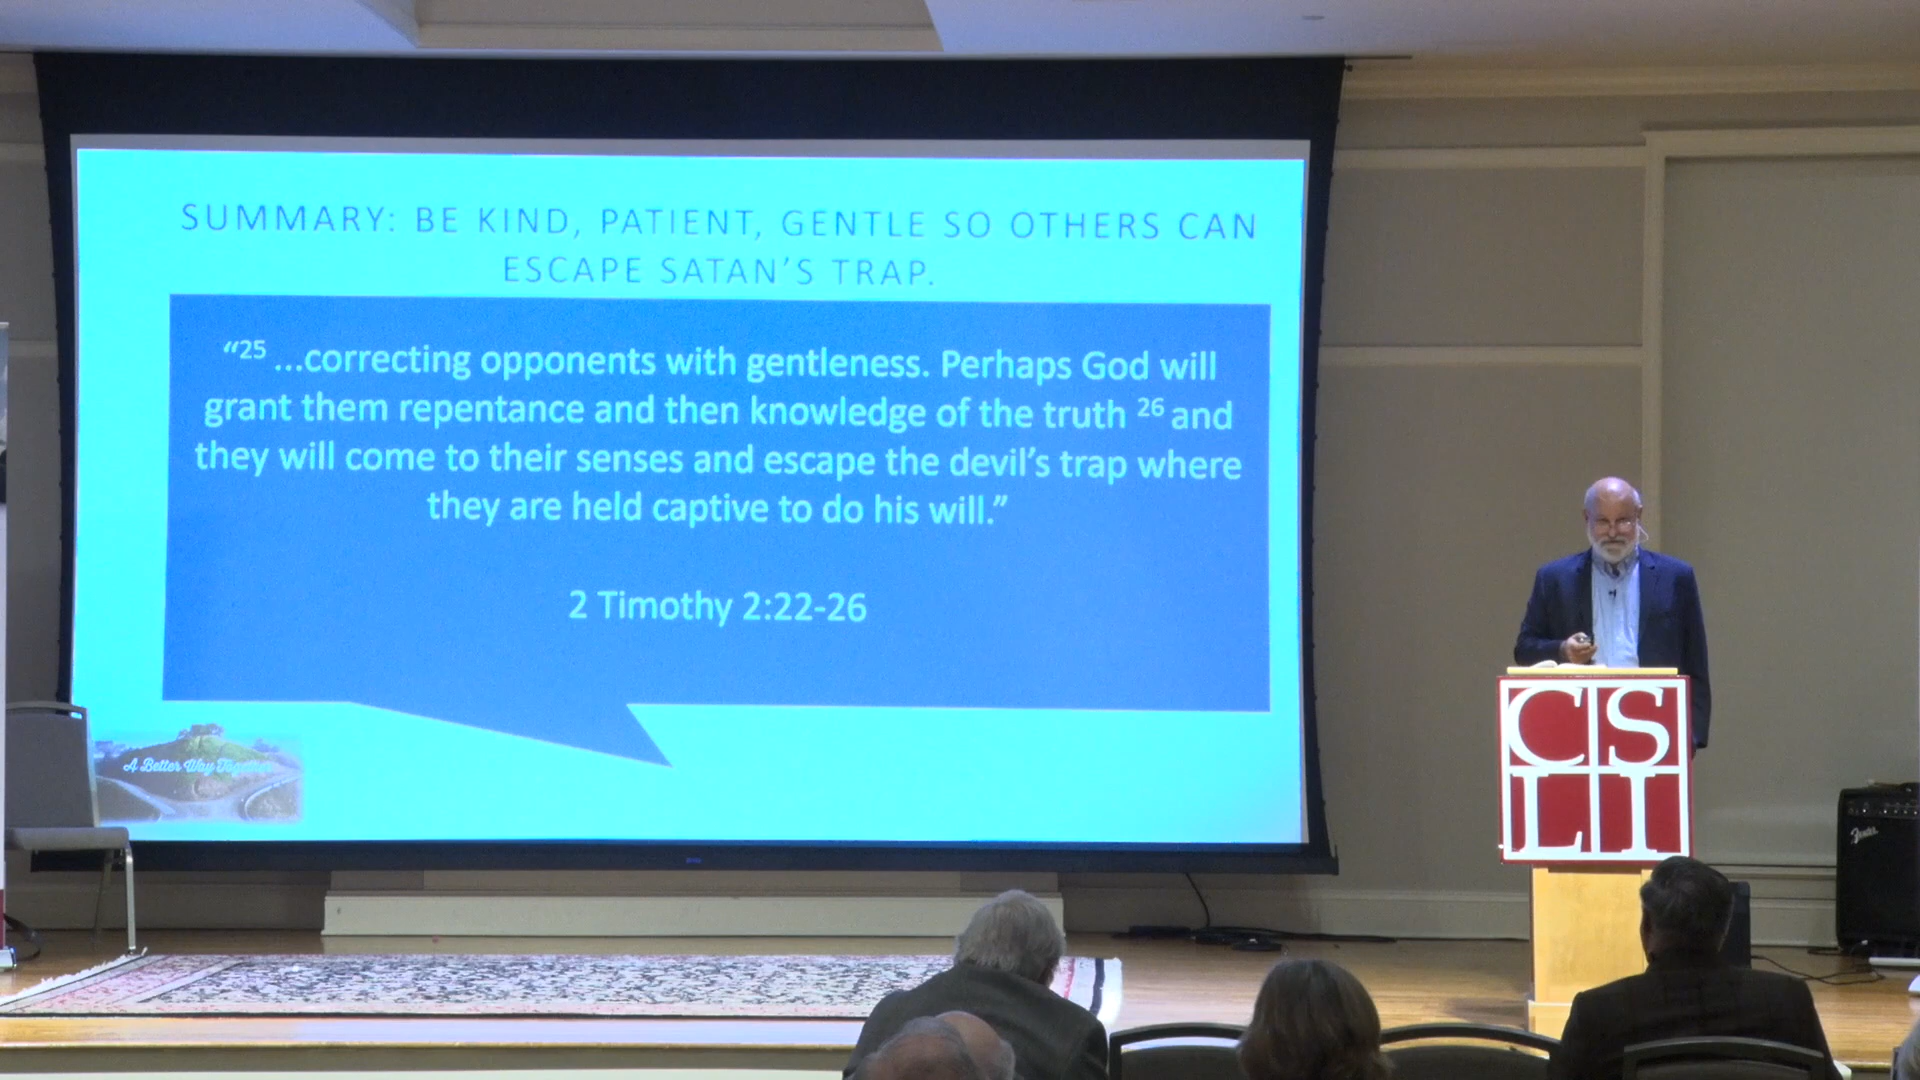 SUMMARY: BE KIND, PATIENT, GENTLE SO OTHERS CAN
ESCAPE SATAN'S TRAP.
“25 ...correcting opponents with gentleness. Perhaps God will
grant them repentance and then knowledge of the truth 26 and
they will come to their senses and escape the devil’s trap where
they are held captive to do his will.”
2 Timothy 2:22-26
A Better Way Together
CS
LI
Fender